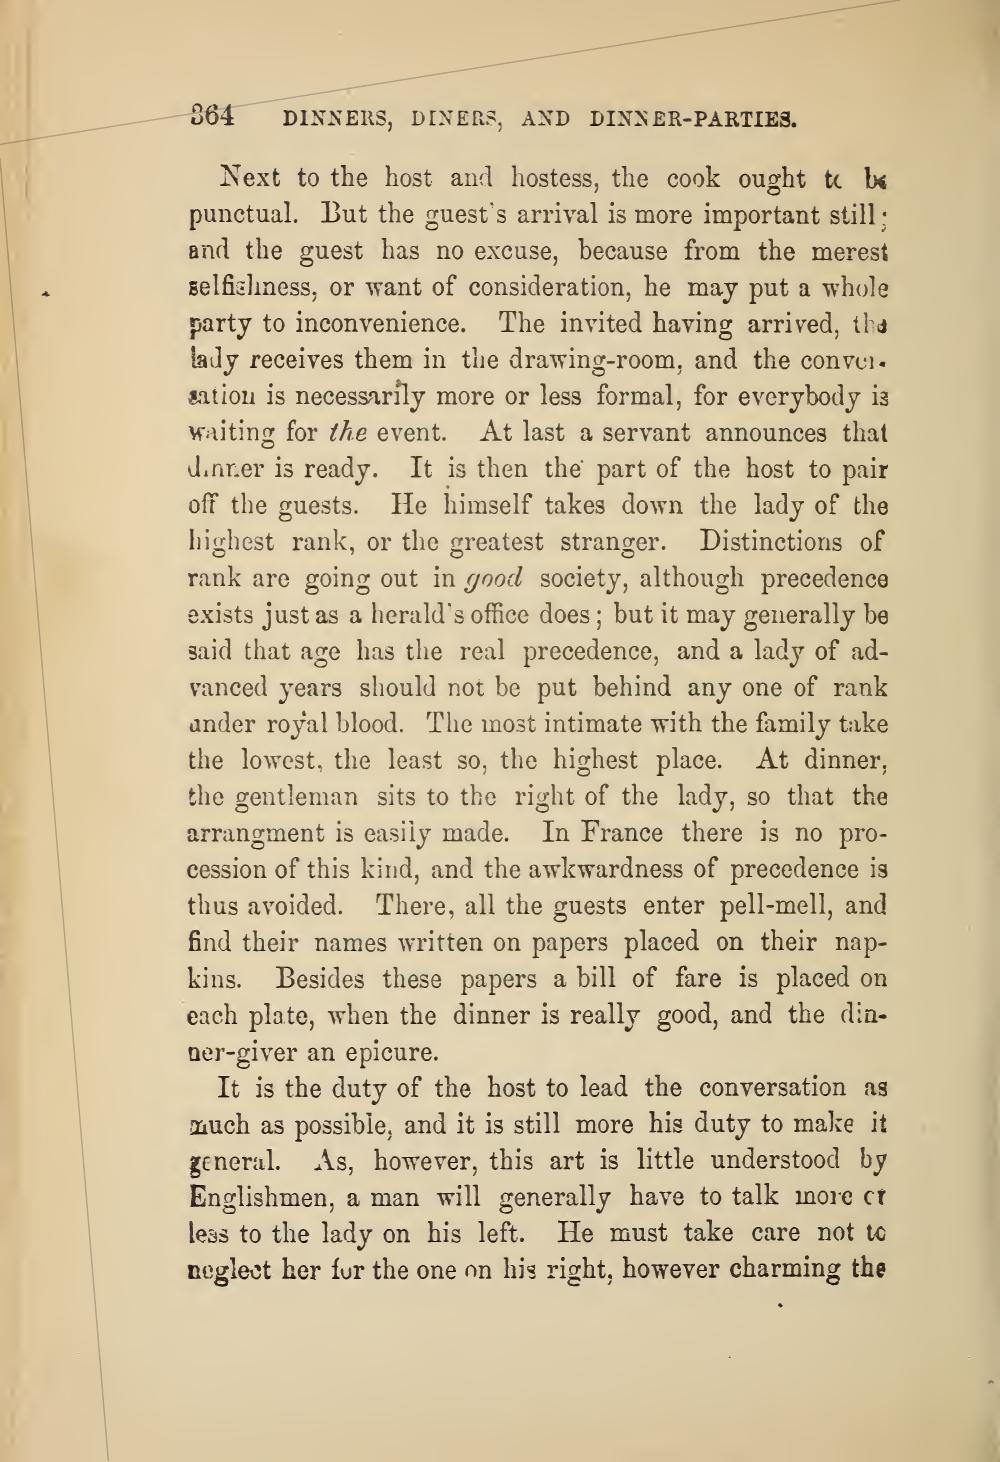 364 DINNERS, DINERS, AND DINNER-PARTIES.
Next to the host and hostess, the cook ought to be
punctual. But the guest's arrival is more important still;
and the guest has no excuse, because from the merest
selfishness, or want of consideration, he may put a whole
party to inconvenience. The invited having arrived, the
lady receives them in the drawing-room, and the conver-
sation is necessarily more or less formal, for everybody is
waiting for the event. At last a servant announces that
dinner is ready. It is then the part of the host to pair
off the guests. He himself takes down the lady of the
highest rank, or the greatest stranger. Distinctions of
rank are going out in good society, although precedence
exists just as a herald's office does; but it may generally be
said that age has the real precedence, and a lady of ad-
vanced years should not be put behind any one of rank
under royal blood. The most intimate with the family take
the lowest, the least so, the highest place. At dinner,
the gentleman sits to the right of the lady, so that the
arrangment is easily made. In France there is no pro-
cession of this kind, and the awkwardness of precedence is
thus avoided. There, all the guests enter pell-mell, and
find their names written on papers placed on their nap-
kins. Besides these papers a bill of fare is placed on
each plate, when the dinner is really good, and the din-
ner-giver an epicure.
It is the duty of the host to lead the conversation as
much as possible, and it is still more his duty to make it
general. As, however, this art is little understood by
Englishmen, a man will generally have to talk more or
less to the lady on his left. He must take care not to
neglect her for the one on his right, however charming the